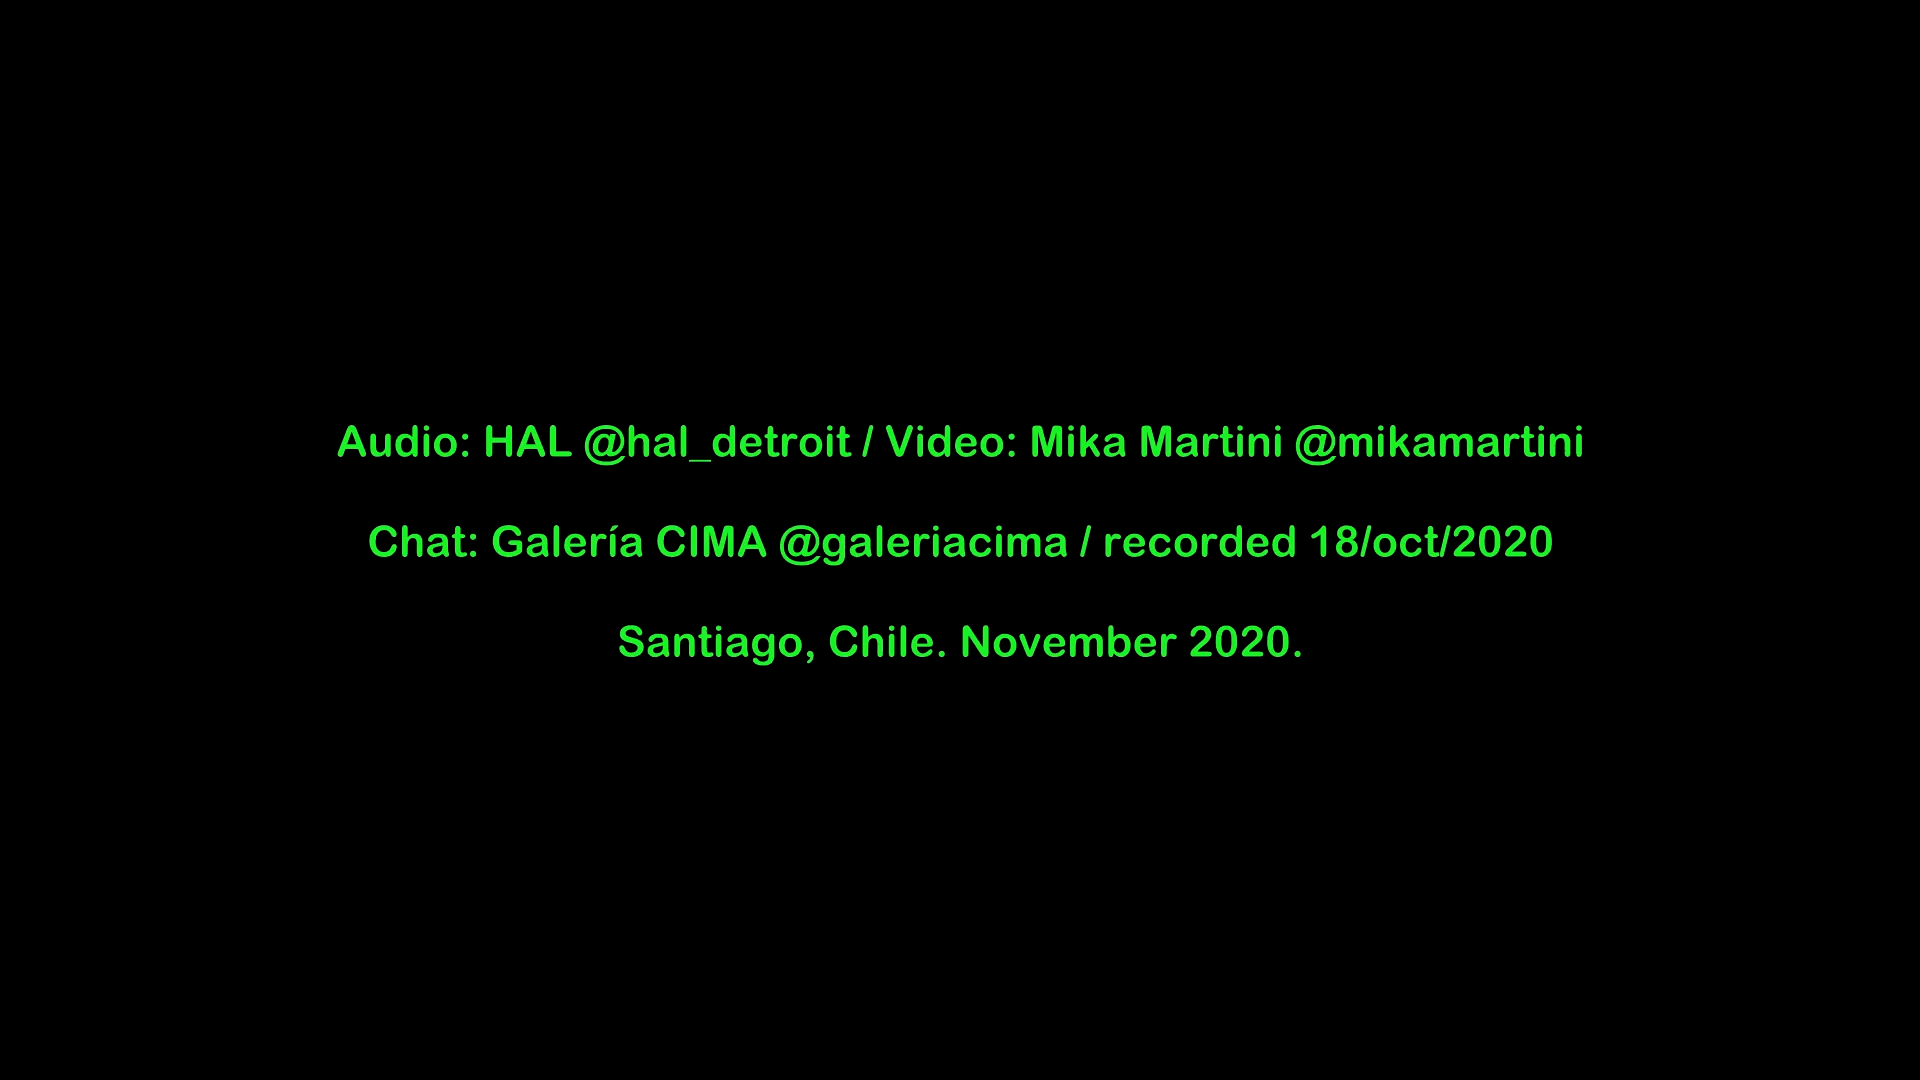 Audio: HAL @hal_detroit / Video: Mika Martini @mikamartini
Chat: Galería CIMA @galeriacima / recorded 18/oct/2020
Santiago, Chile. November 2020.